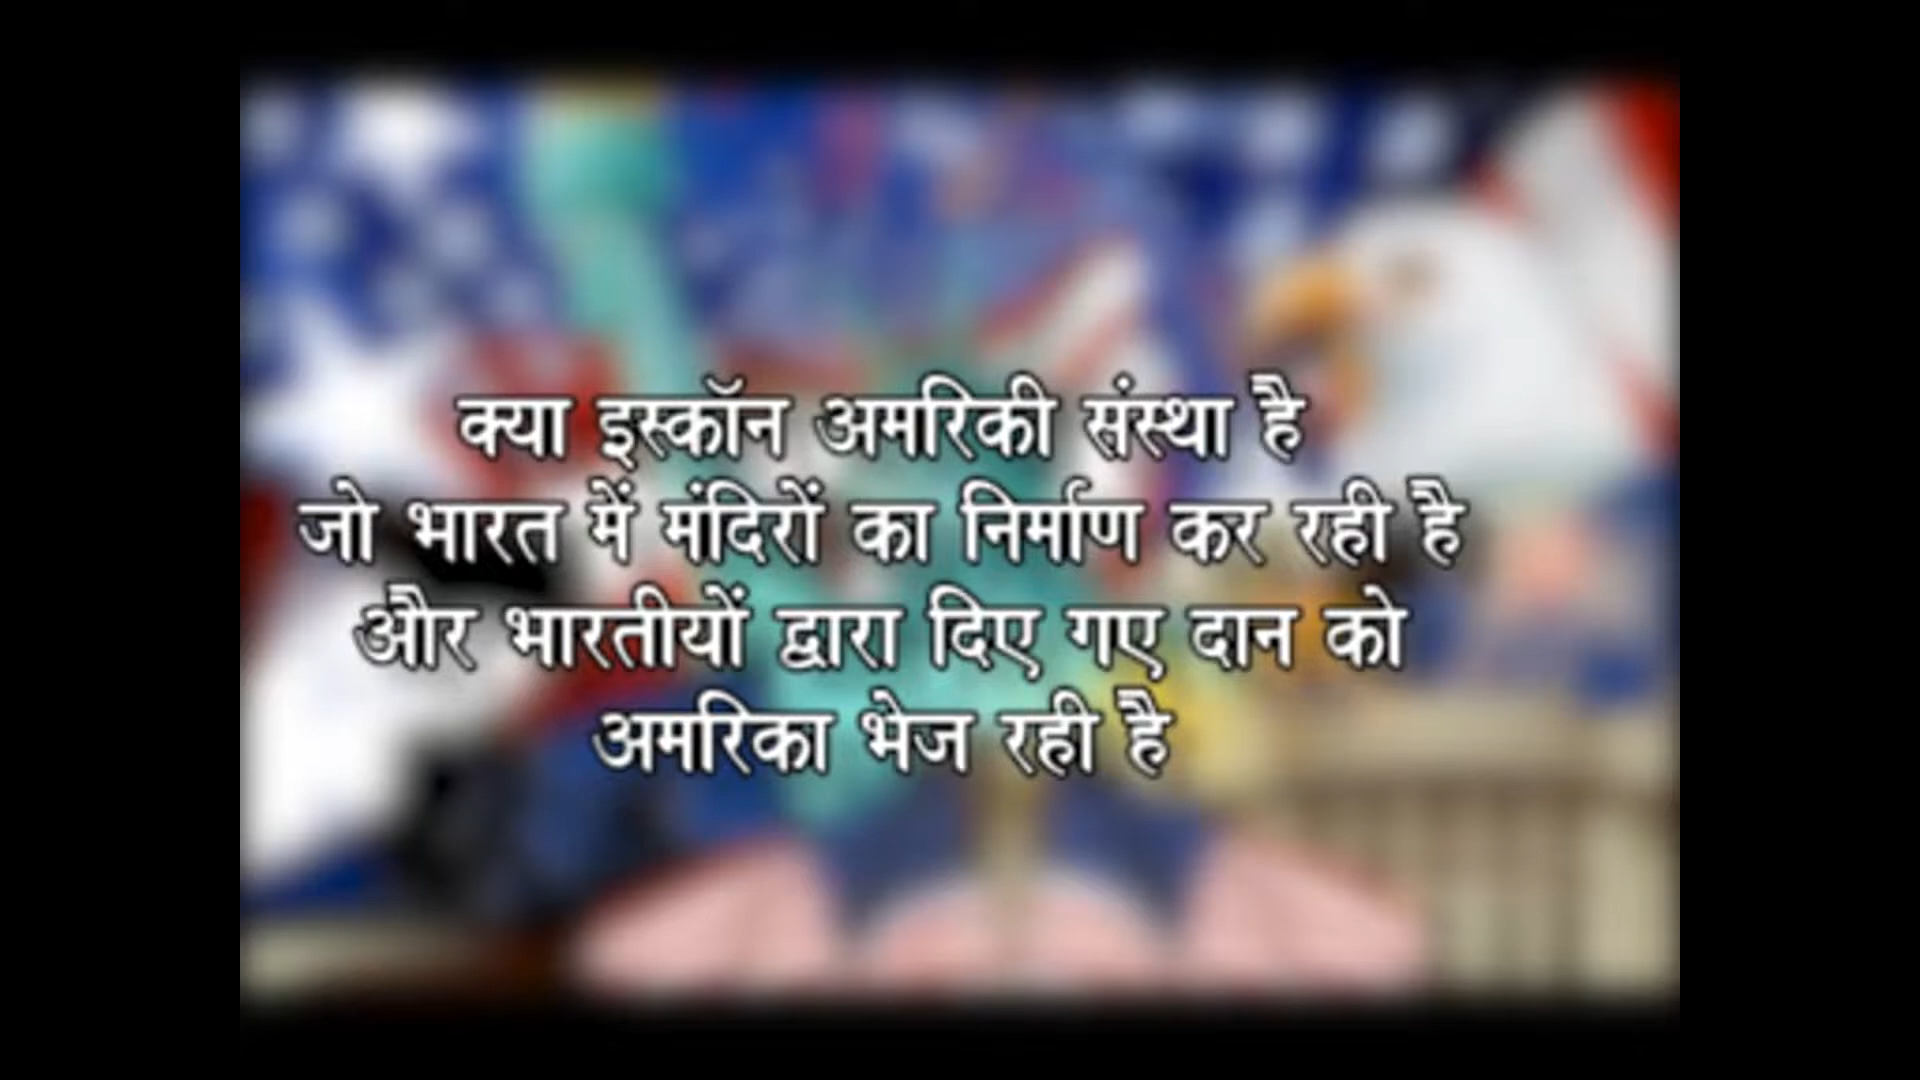 क्या इस्कॉन अमरिकी संस्था है
जो भारत में मंदिरों का निर्माण कर रही है
और भारतीयों द्वारा दिए गए दान को
अमरिका भेज रही है